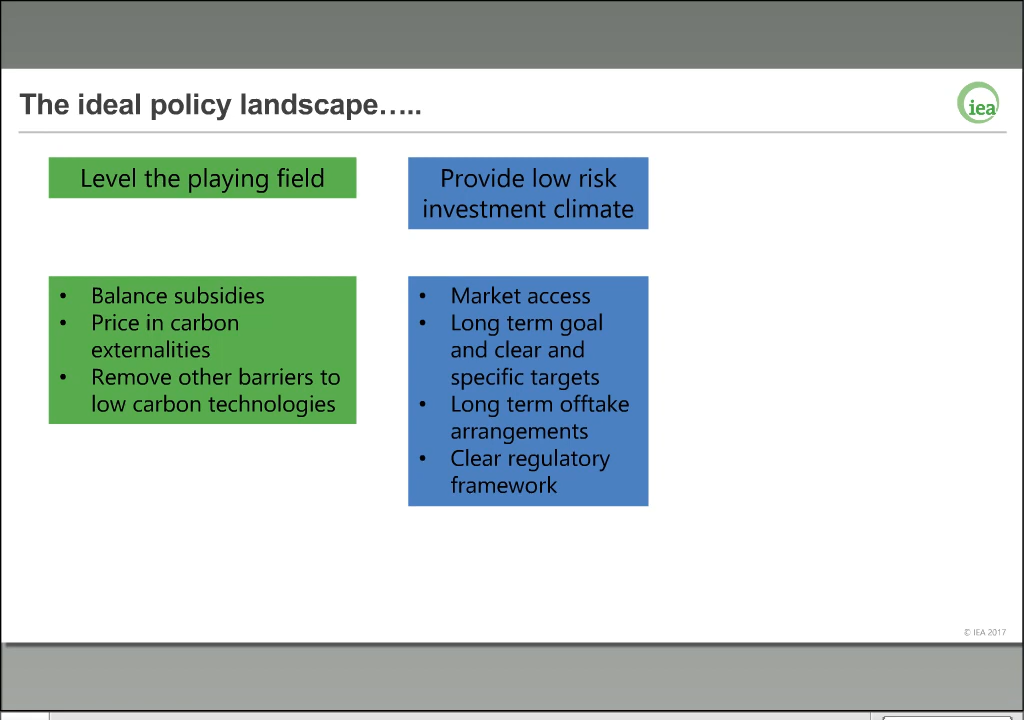 The ideal policy landscape.....
iea
Level the playing field
Provide low risk
investment climate
• Balance subsidies
• Price in carbon
externalities
• Remove other barriers to
low carbon technologies
• Market access
• Long term goal
and clear and
specific targets
• Long term offtake
arrangements
• Clear regulatory
framework
© IEA 2017